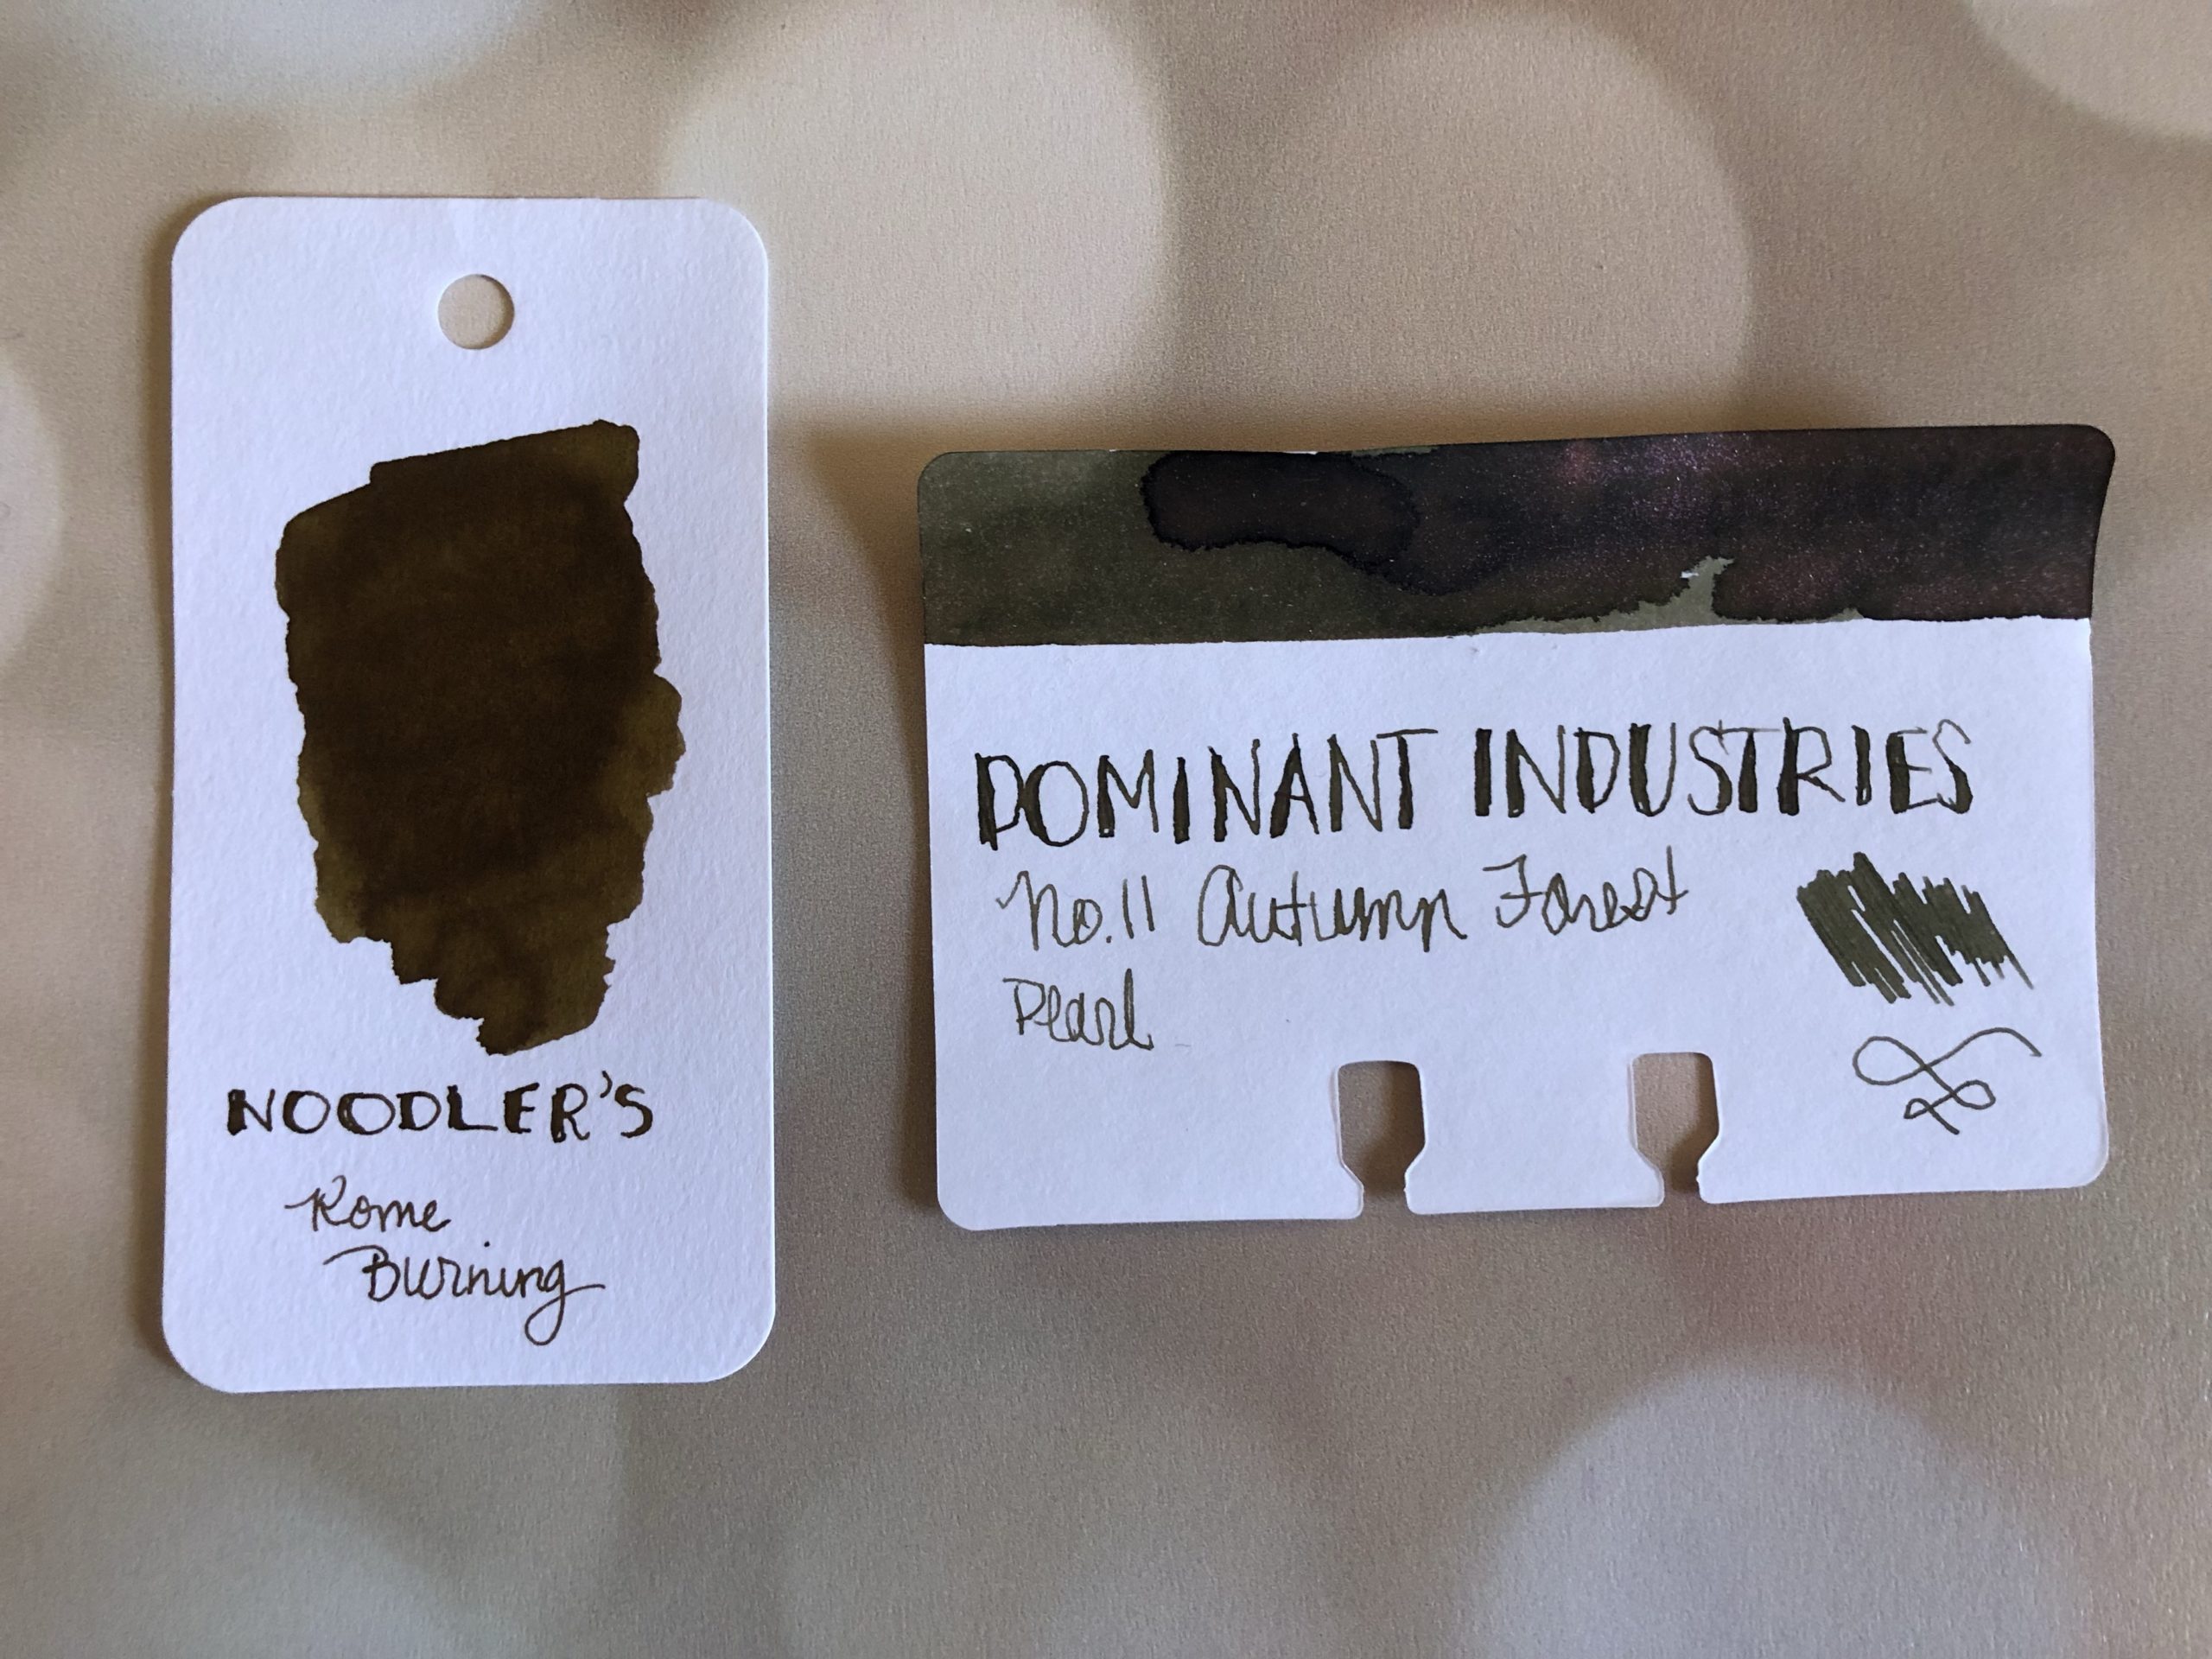 NOODLER'S
Rome
Burning
DOMINANT INDUSTRIES
No.11 Autumn Forest
Pearl